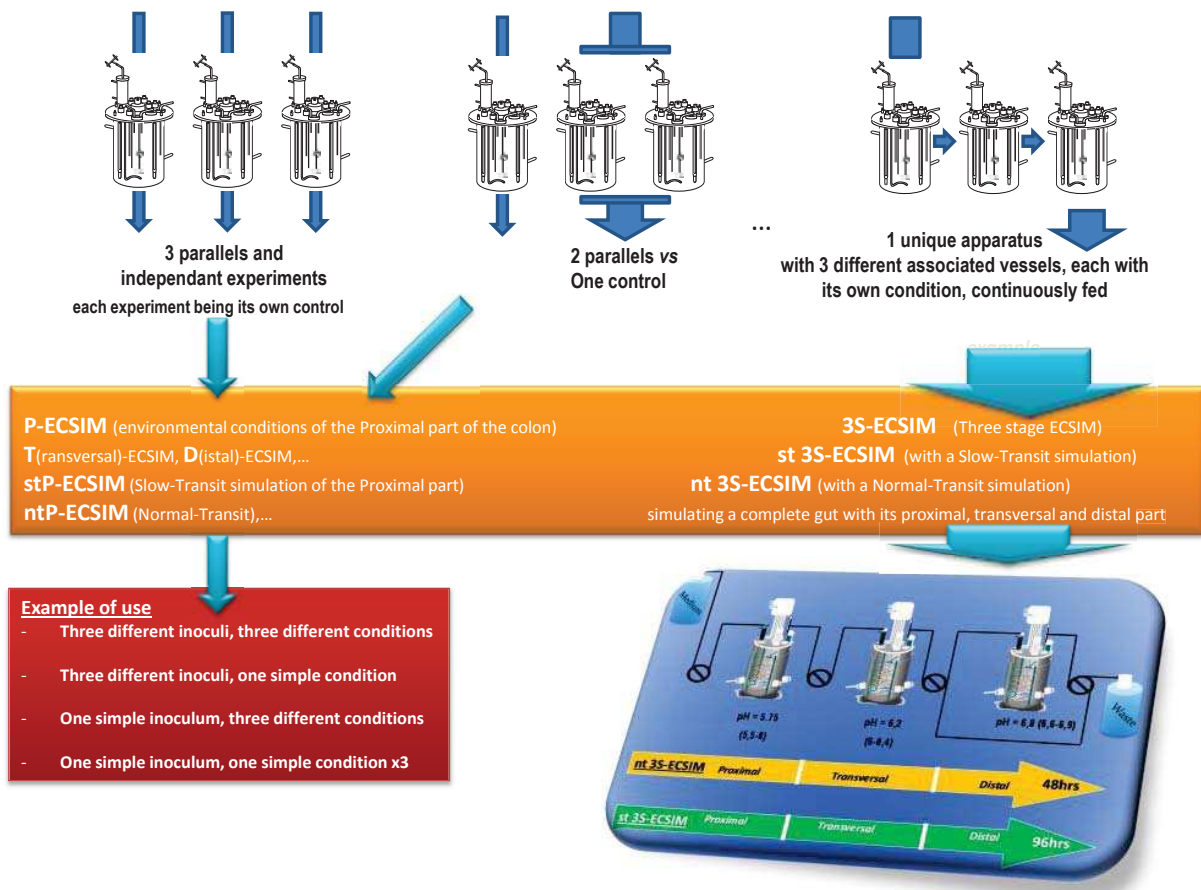 3 parallels and
independant experiments
each experiment being its own control
2 parallels vs
One control
...
1 unique apparatus
with 3 different associated vessels, each with
its own condition, continuously fed
example
P-ECSIM (environmental conditions of the Proximal part of the colon)
T(ransversal)-ECSIM, D(istal)-ECSIM,...
stP-ECSIM (Slow-Transit simulation of the Proximal part)
ntP-ECSIM (Normal-Transit),...
3S-ECSIM (Three stage ECSIM)
st 3S-ECSIM (with a Slow-Transit simulation)
nt 3S-ECSIM (with a Normal-Transit simulation)
simulating a complete gut with its proximal, transversal and distal part
Example of use
- Three different inoculi, three different conditions
- Three different inoculi, one simple condition
- One simple inoculum, three different conditions
- One simple inoculum, one simple condition x3
Medium
Waste
pH = 5.75
(5,5-6)
pH = 6,2
(6-6,4)
pH = 6,8 (6,6-6,9)
nt 3S-ECSIM Proximal Transversal Distal 48hrs
st 3S-ECSIM Proximal Transversal Distal 96hrs